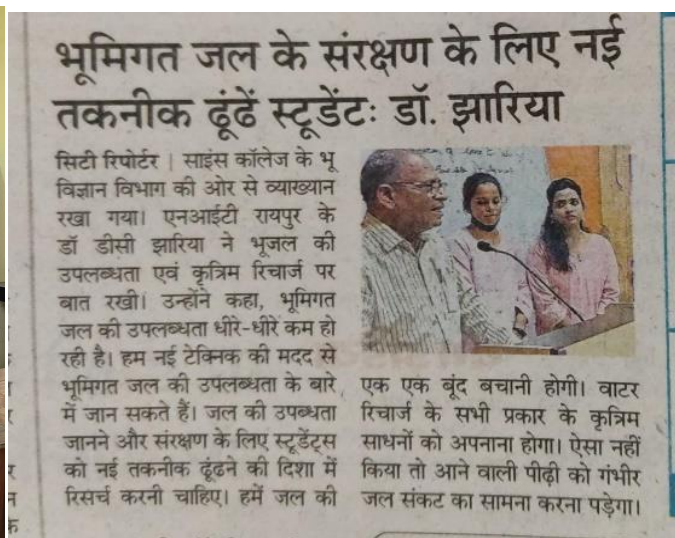 भूमिगत जल के संरक्षण के लिए नई
तकनीक ढूंढें स्टूडेंटः डॉ. झारिया
सिटी रिपोर्टर | साइंस कॉलेज के भू
विज्ञान विभाग की ओर से व्याख्यान
रखा गया। एनआईटी रायपुर के
डॉ डीसी झारिया ने भूजल की
उपलब्धता एवं कृत्रिम रिचार्ज पर
बात रखी। उन्होंने कहा, भूमिगत
जल की उपलब्धता धीरे-धीरे कम हो
रही है। हम नई टेक्निक की मदद से
भूमिगत जल की उपलब्धता के बारे
में जान सकते हैं। जल की उपब्धता
जानने और संरक्षण के लिए स्टूडेंट्स
को नई तकनीक ढूंढने की दिशा में
रिसर्च करनी चाहिए। हमें जल की
एक एक बूंद बचानी होगी। वाटर
रिचार्ज के सभी प्रकार के कृत्रिम
साधनों को अपनाना होगा। ऐसा नहीं
किया तो आने वाली पीढ़ी को गंभीर
जल संकट का सामना करना पड़ेगा।